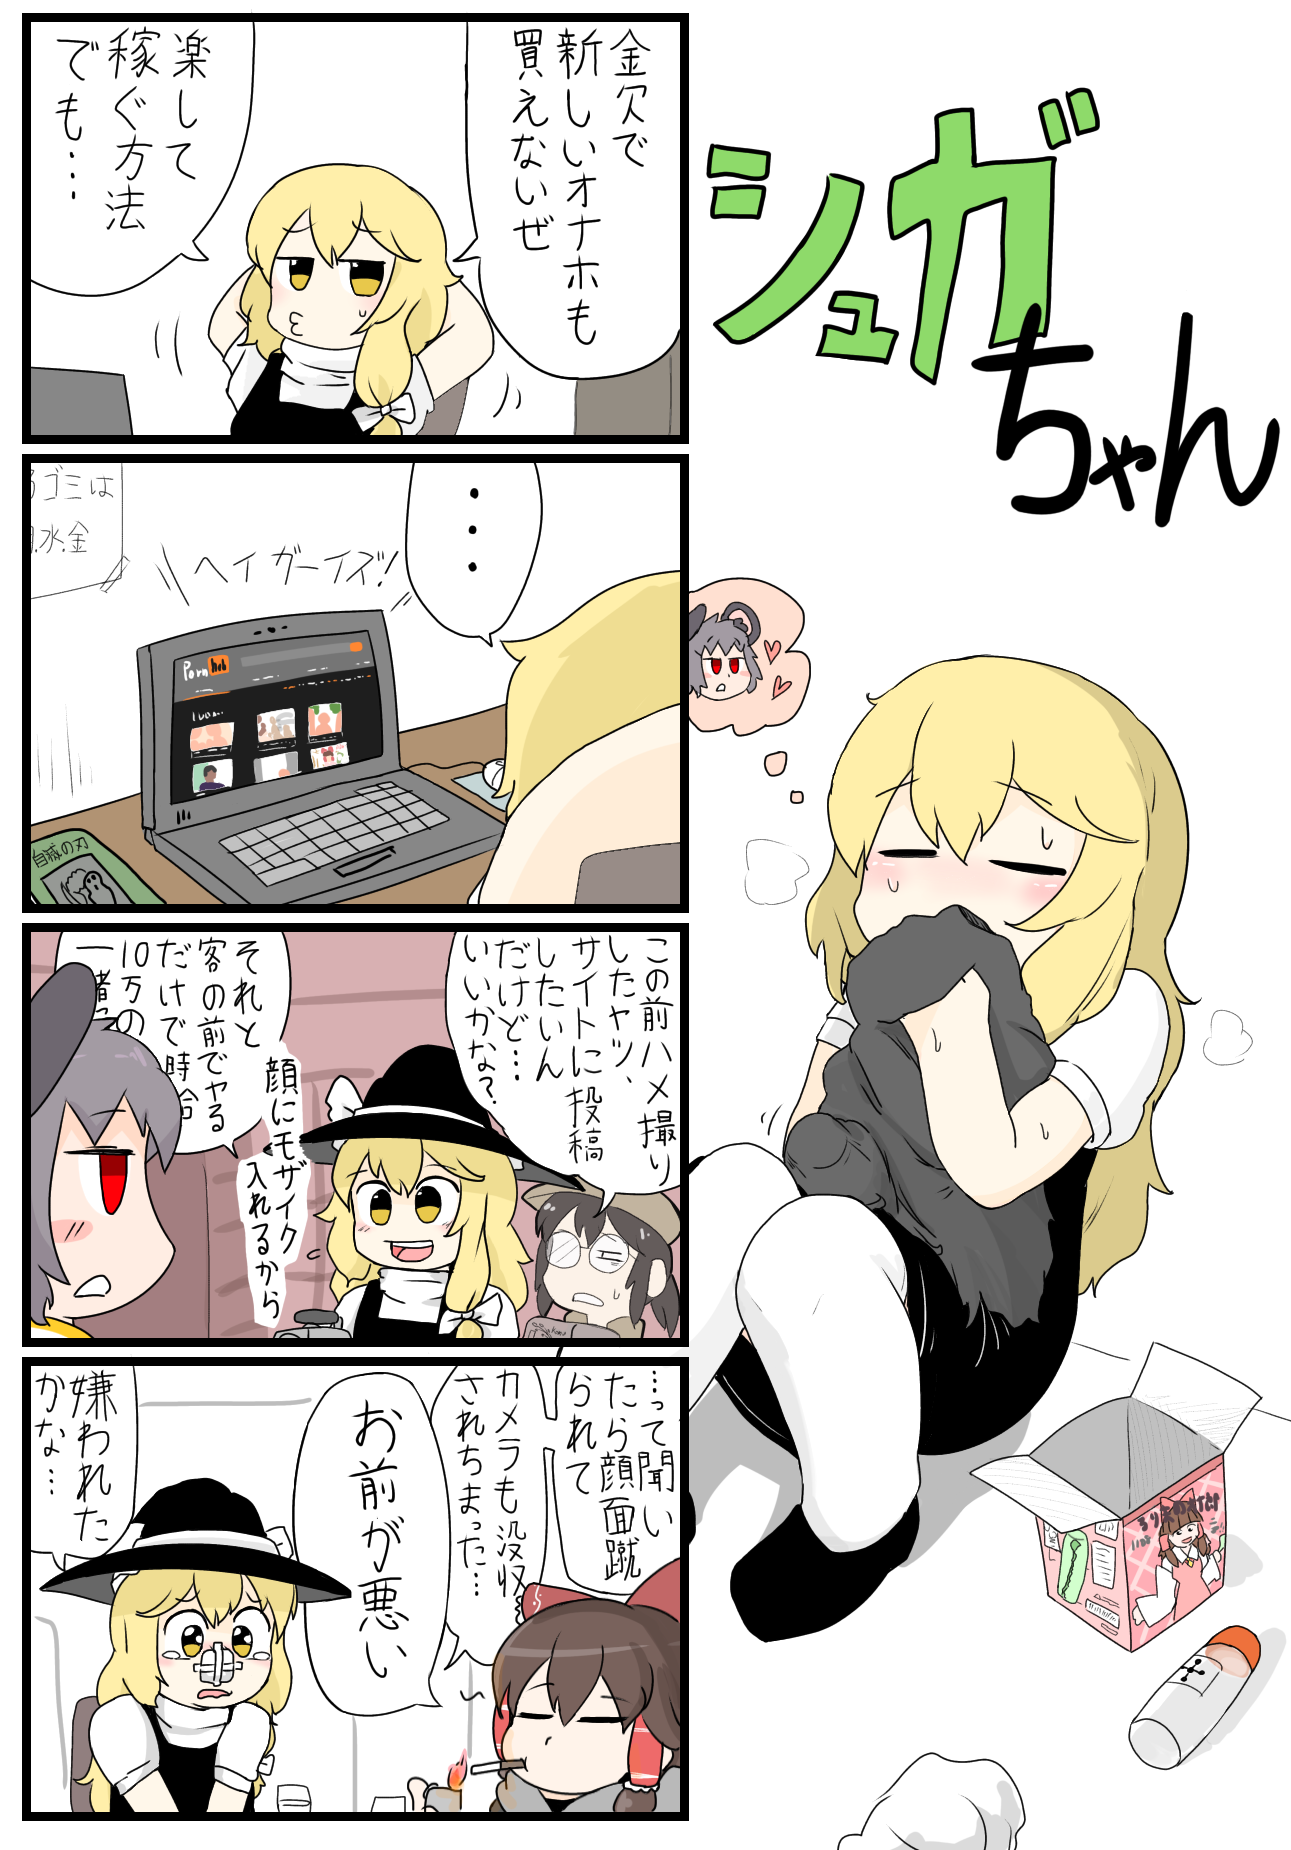 シュガ
ちゃん
金欠で
新しいオナホも
買えないぜ
楽して
稼ぐ方法
でも…
ゴミは
水.金
ヘイガーイズ!
…
Porn hub
自滅の刃
この前ハメ撮り
したヤツ、
サイトに投稿
したいん
だけど…
いいかな?
顔にモザイク
入れるから
それと
客の前でヤる
だけで時給
10万の
一緒
…って聞い
たら顔面蹴
られて
カメラも没収
されちまった…
お前が悪い
嫌われた
かな…